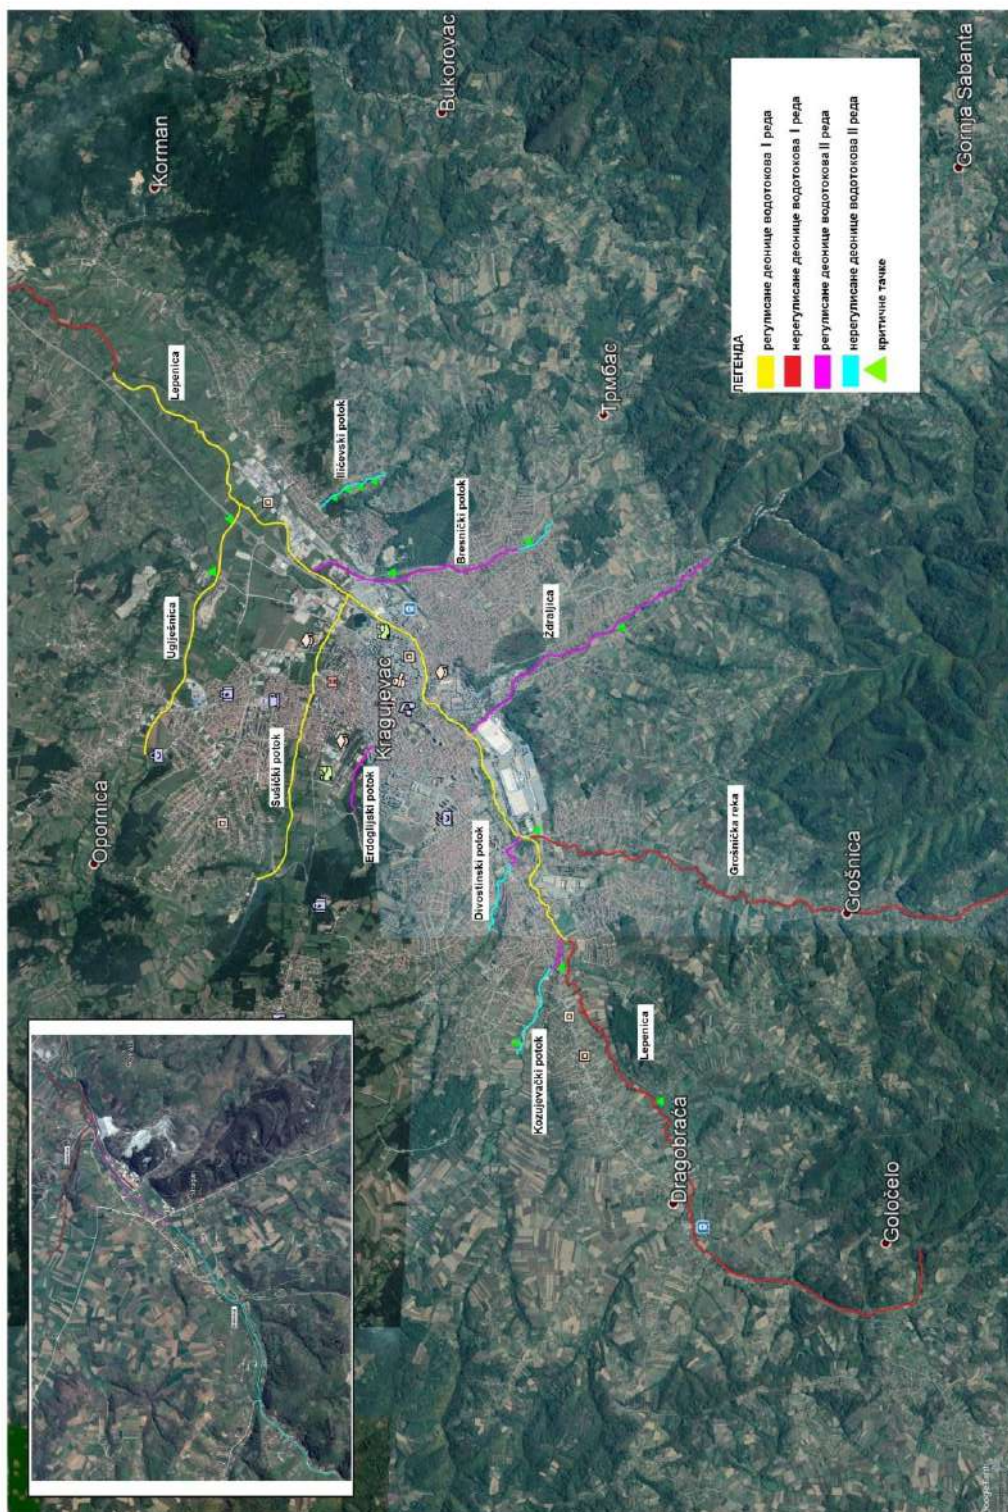 Korman
Bukorovac
Gornja Sabanta
Lepenica
Ilićevski potok
Трмбас
Bresnički potok
Uglješnica
Ždraljica
Kragujevac
Sušički potok
Erdoglijski potok
Opornica
Divostinski potok
Grošnička reka
Grošnica
Kozujevački potok
Lepenica
Dragobraća
Goločelo
ЛЕГЕНДА
регулисане деонице водотокова I реда
нерегулисане деонице водотокова I реда
регулисане деонице водотокова II реда
нерегулисане деонице водотокова II реда
критичне тачке